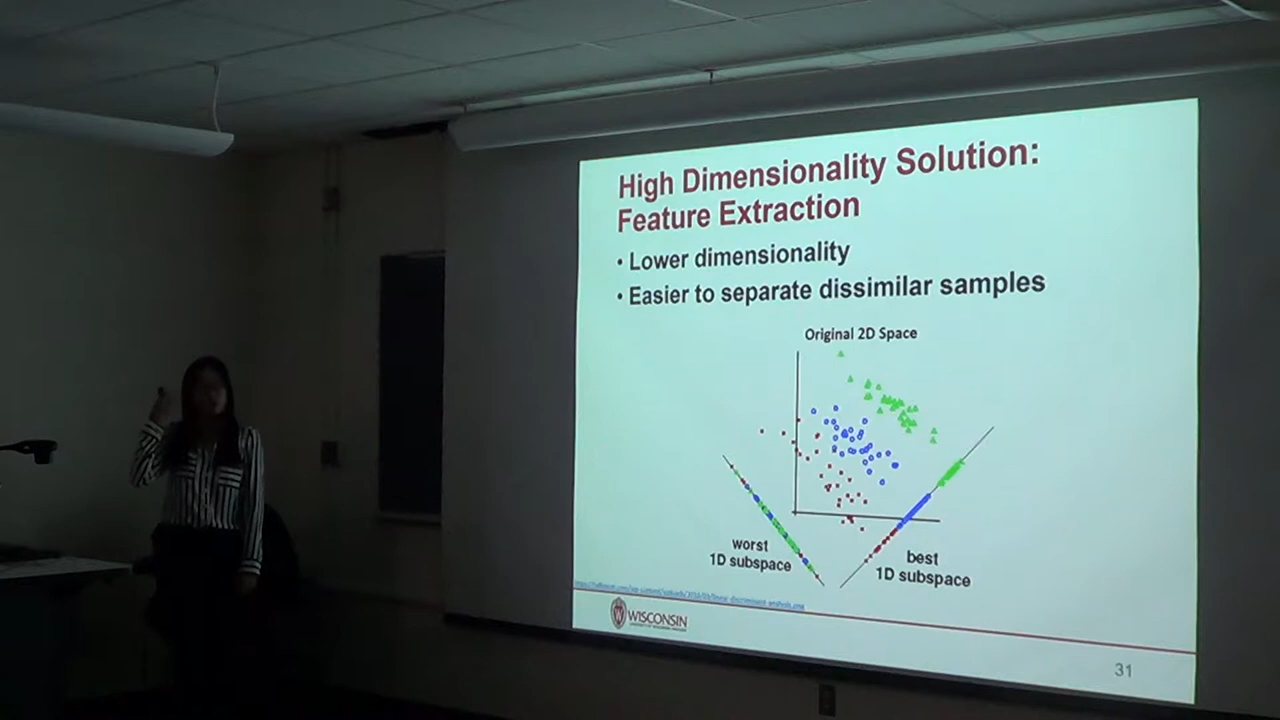 High Dimensionality Solution:
Feature Extraction
• Lower dimensionality
• Easier to separate dissimilar samples
Original 2D Space
worst
1D subspace
best
1D subspace
WISCONSIN
31